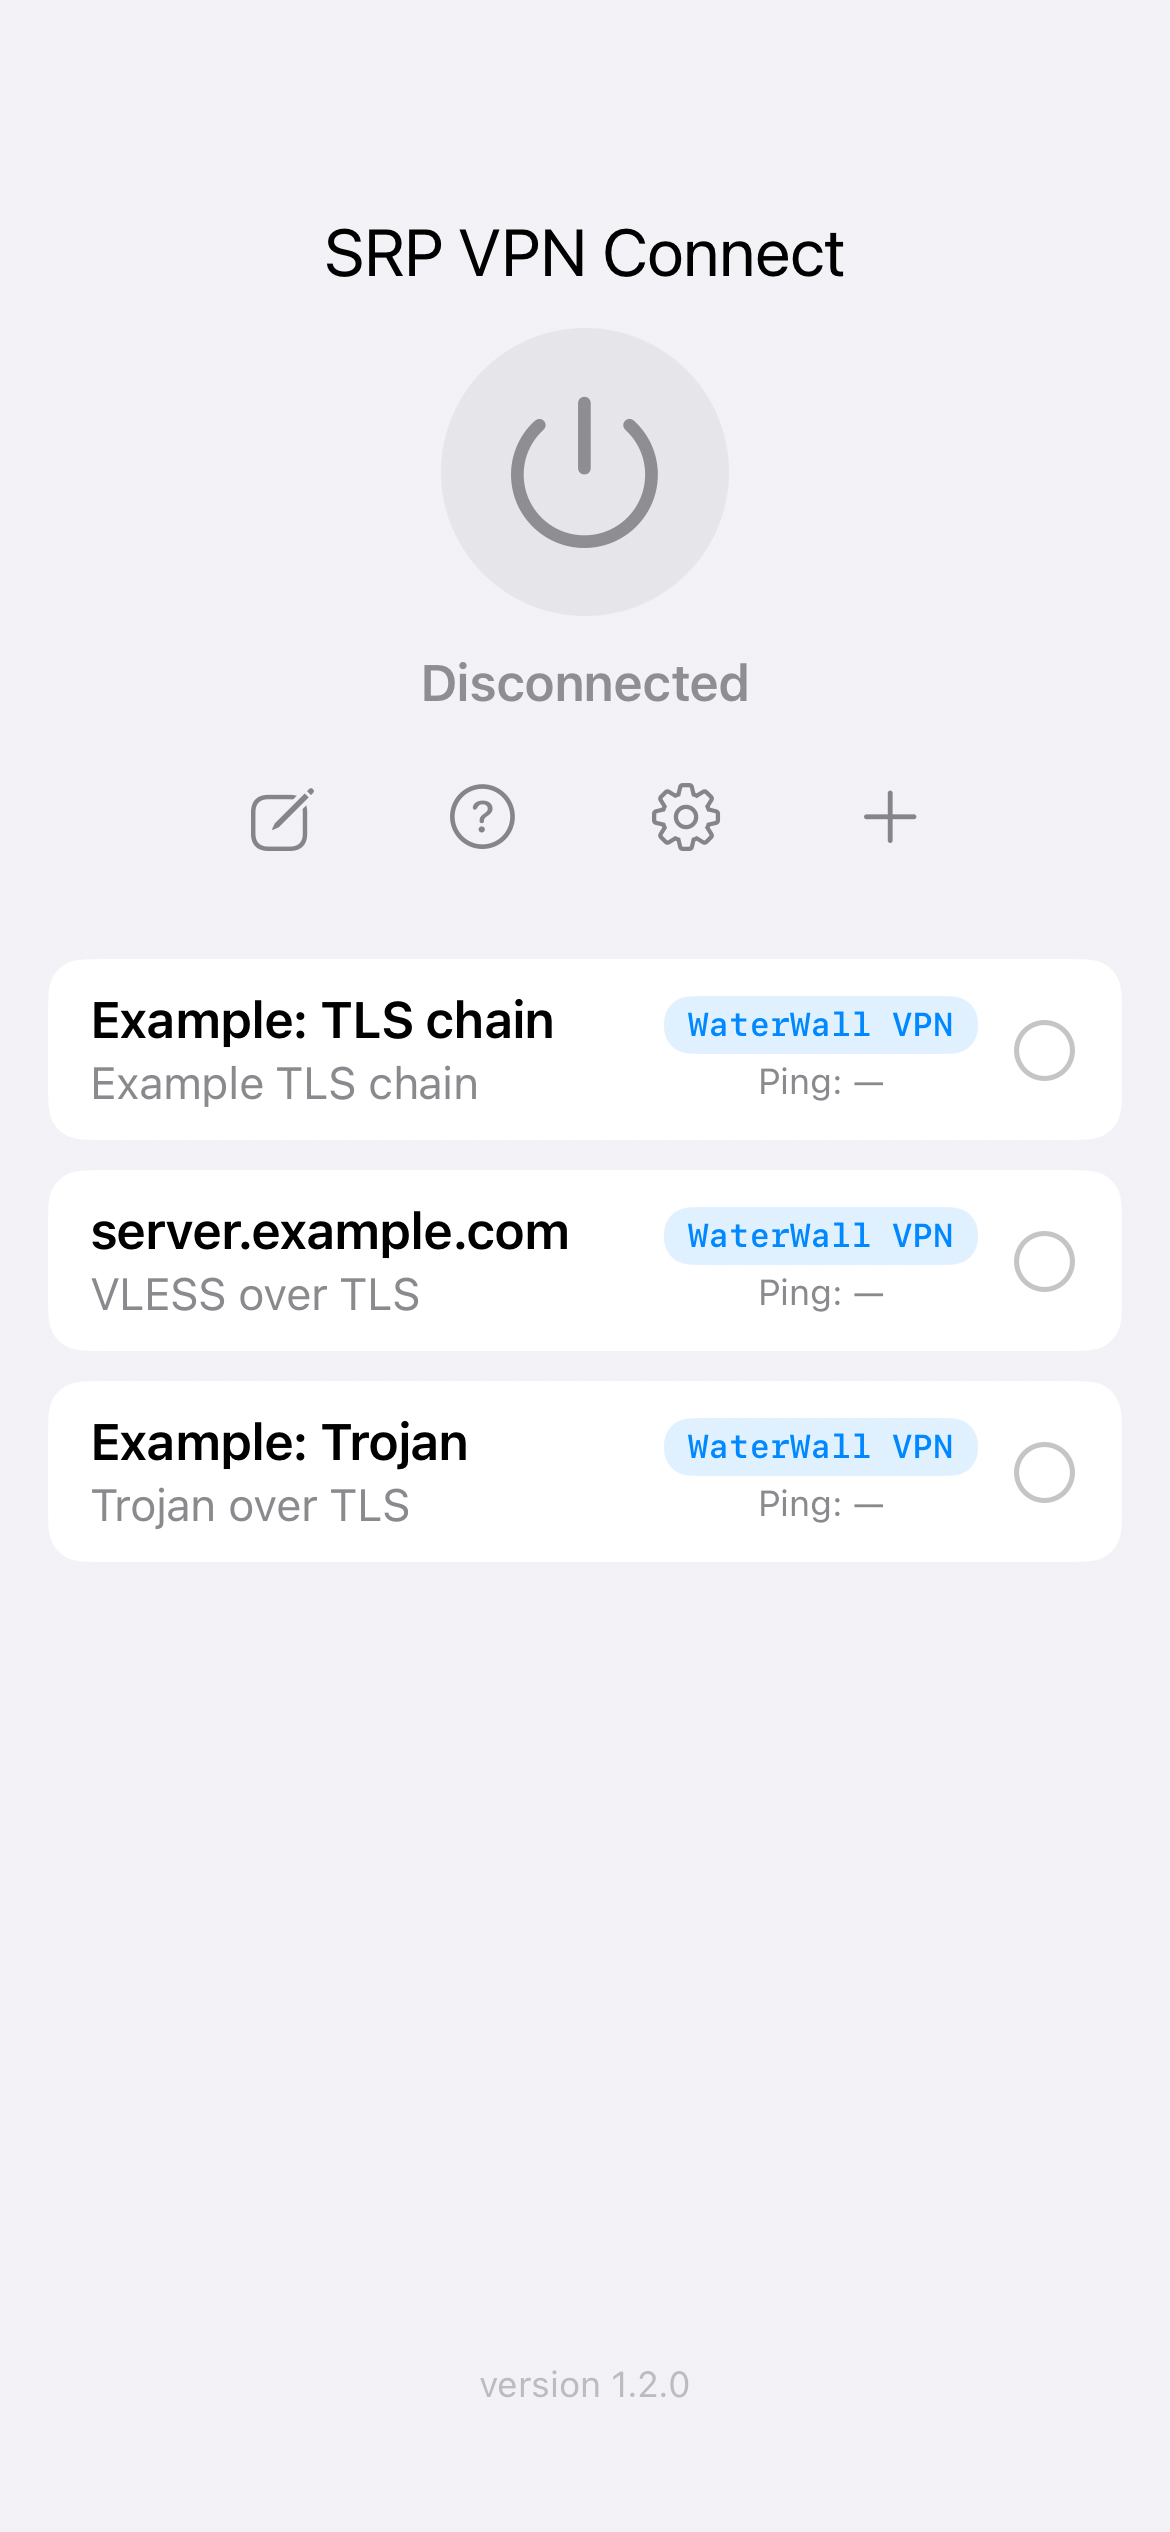 SRP VPN Connect
Disconnected
?
Example: TLS chain
WaterWall VPN
Example TLS chain
Ping: —
server.example.com
WaterWall VPN
VLESS over TLS
Ping: —
Example: Trojan
WaterWall VPN
Trojan over TLS
Ping: —
version 1.2.0